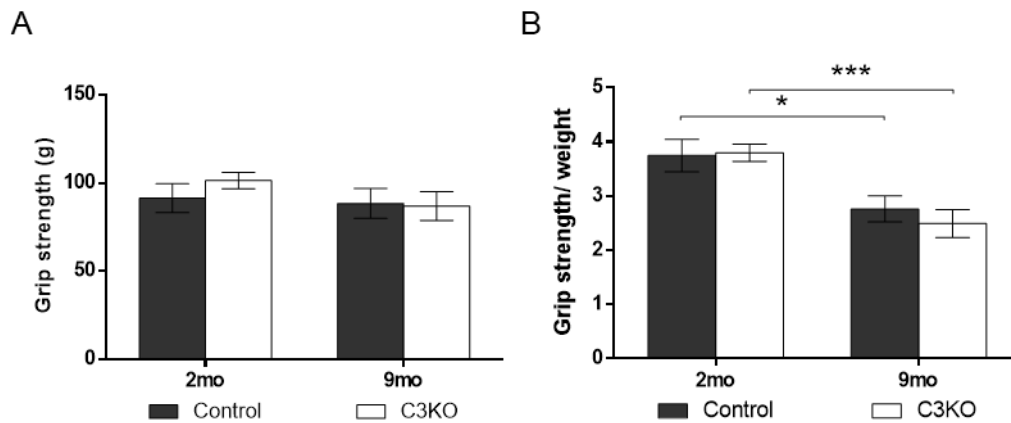 A
Grip strength (g)
150
100
50
0
2mo 9mo
Control C3KO
B
Grip strength/ weight
***
*
5
4
3
2
1
0
2mo 9mo
Control C3KO